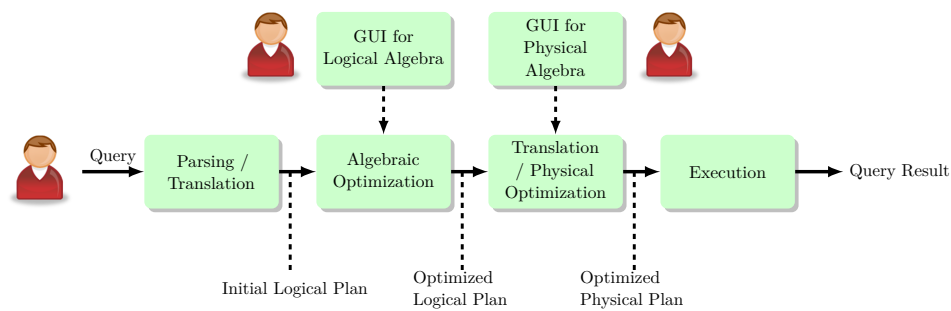 GUI for
Logical Algebra
GUI for
Physical
Algebra
Query
Parsing /
Translation
Algebraic
Optimization
Translation
/ Physical
Optimization
Execution
Query Result
Initial Logical Plan
Optimized
Logical Plan
Optimized
Physical Plan